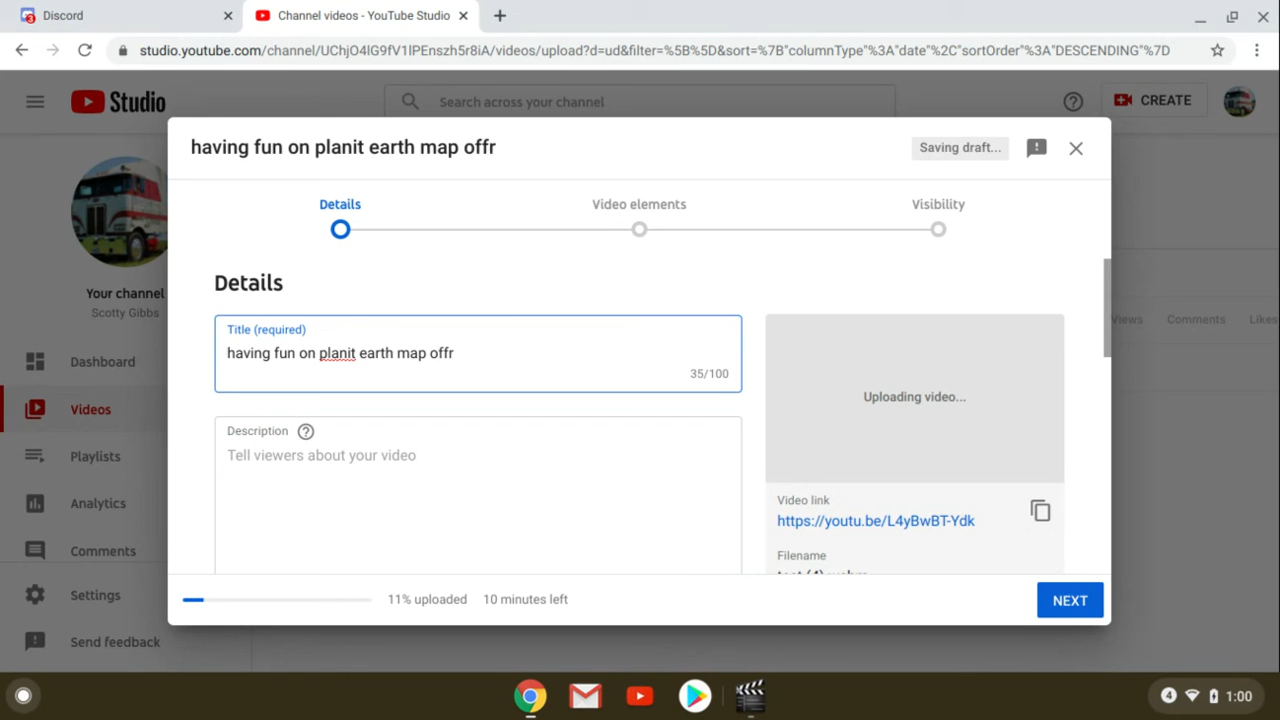 Discord
Channel videos - YouTube Studio
studio.youtube.com/channel/UChjO4lG9fV1lPEnszh5r8iA/videos/upload?d=ud&filter=%5B%5D&sort=%7B"columnType"%3A"date"%2C"sortOrder"%3A"DESCENDING"%7D
Studio
Search across your channel
CREATE
having fun on planit earth map offr
Saving draft...
Details
Video elements
Visibility
Your channel
Scotty Gibbs
Details
Title (required)
having fun on planit earth map offr
35/100
Views
Comments
Likes
Uploading video...
Dashboard
Videos
Playlists
Analytics
Comments
Settings
Send feedback
Description
Tell viewers about your video
Video link
https://youtu.be/L4yBwBT-Ydk
Filename
11% uploaded
10 minutes left
NEXT
4
1:00